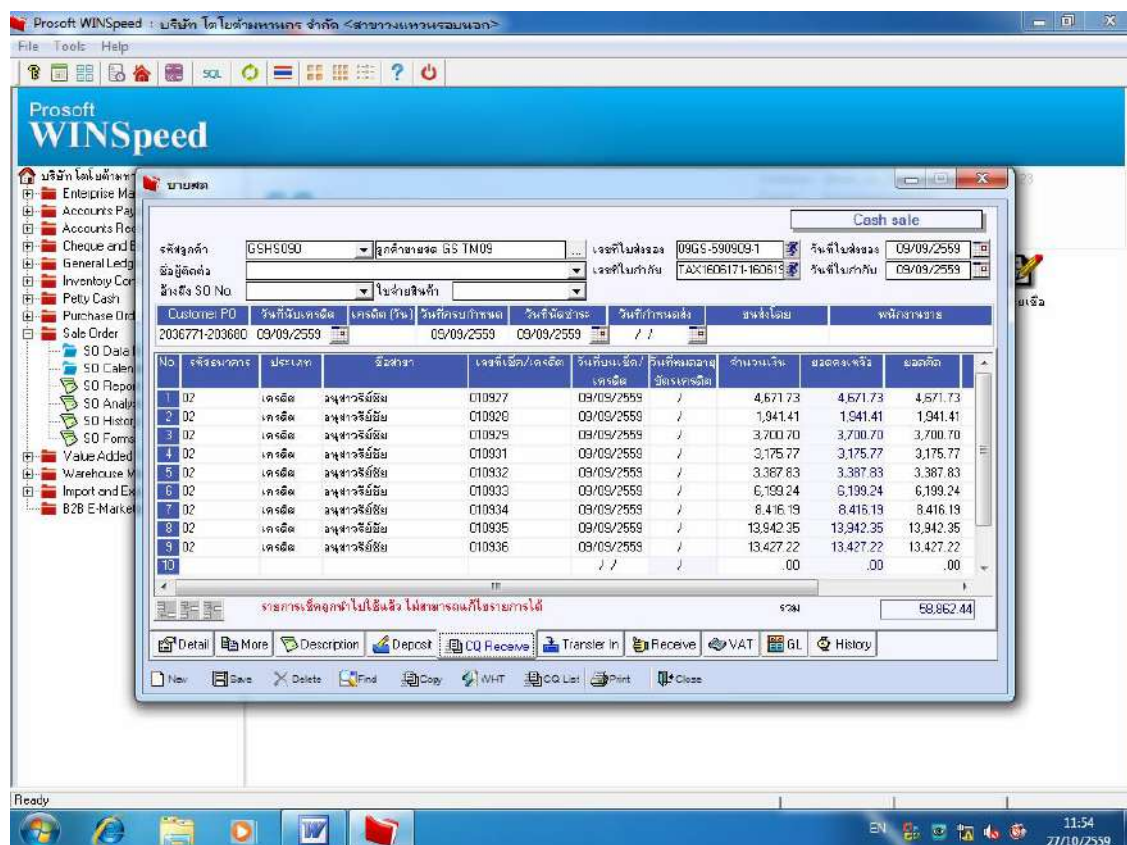 Prosoft WINSpeed : บริษัท โตโยต้ามหานคร จำกัด <สาขาวงแหวนรอบนอก>
File Tools Help
SQL
Prosoft
WINSpeed
บริษัท โตโยต้ามหา
Enterprise Ma
Accounts Pay
Accounts Rec
Cheque and B
General Ledg
Inventory Con
Petty Cash
Purchase Ord
Sale Order
SO Data
SO Calen
SO Repor
SO Analy
SO Histor
SO Forms
Value Added
Warehouse M
Import and Ex
B2B E-Market
ขายสด
Cash sale
รหัสลูกค้า GSHS090 ลูกค้าขายสด GS TM09 ... เลขที่ใบส่งของ 09GS-590909-1 วันที่ใบส่งของ 09/09/2559
ชื่อผู้ติดต่อ เลขที่ใบกำกับ TAX1606171-160619 วันที่ใบกำกับ 09/09/2559
อ้างอิง SO No. ใบจ่ายสินค้า
Customer PO วันที่นับเครดิต เครดิต (วัน) วันที่ครบกำหนด วันที่นัดชำระ วันที่กำหนดส่ง ขนส่งโดย พนักงานขาย
2036771-203680 09/09/2559 09/09/2559 09/09/2559 / /
No. รหัสธนาคาร ประเภท ชื่อสาขา เลขที่เช็ค/เครดิต วันที่บนเช็ค/เครดิต วันที่หมดอายุบัตรเครดิต จำนวนเงิน ยอดคงเหลือ ยอดตัด
1 02 เครดิต อนุสาวรีย์ชัย 010927 09/09/2559 / 4,671.73 4,671.73 4,671.73
2 02 เครดิต อนุสาวรีย์ชัย 010928 09/09/2559 / 1,941.41 1,941.41 1,941.41
3 02 เครดิต อนุสาวรีย์ชัย 010929 09/09/2559 / 3,700.70 3,700.70 3,700.70
4 02 เครดิต อนุสาวรีย์ชัย 010931 09/09/2559 / 3,175.77 3,175.77 3,175.77
5 02 เครดิต อนุสาวรีย์ชัย 010932 09/09/2559 / 3,387.83 3,387.83 3,387.83
6 02 เครดิต อนุสาวรีย์ชัย 010933 09/09/2559 / 6,199.24 6,199.24 6,199.24
7 02 เครดิต อนุสาวรีย์ชัย 010934 09/09/2559 / 8,416.19 8,416.19 8,416.19
8 02 เครดิต อนุสาวรีย์ชัย 010935 09/09/2559 / 13,942.35 13,942.35 13,942.35
9 02 เครดิต อนุสาวรีย์ชัย 010936 09/09/2559 / 13,427.22 13,427.22 13,427.22
10 / / / .00 .00 .00
รายการเช็คถูกนำไปใช้แล้ว ไม่สามารถแก้ไขรายการได้ รวม 58,862.44
Detail More Description Deposit CQ Receive Transfer In Receive VAT GL History
New Save Delete Find Copy WHT CQ List Print Close
Ready
EN 11:54
27/10/2559